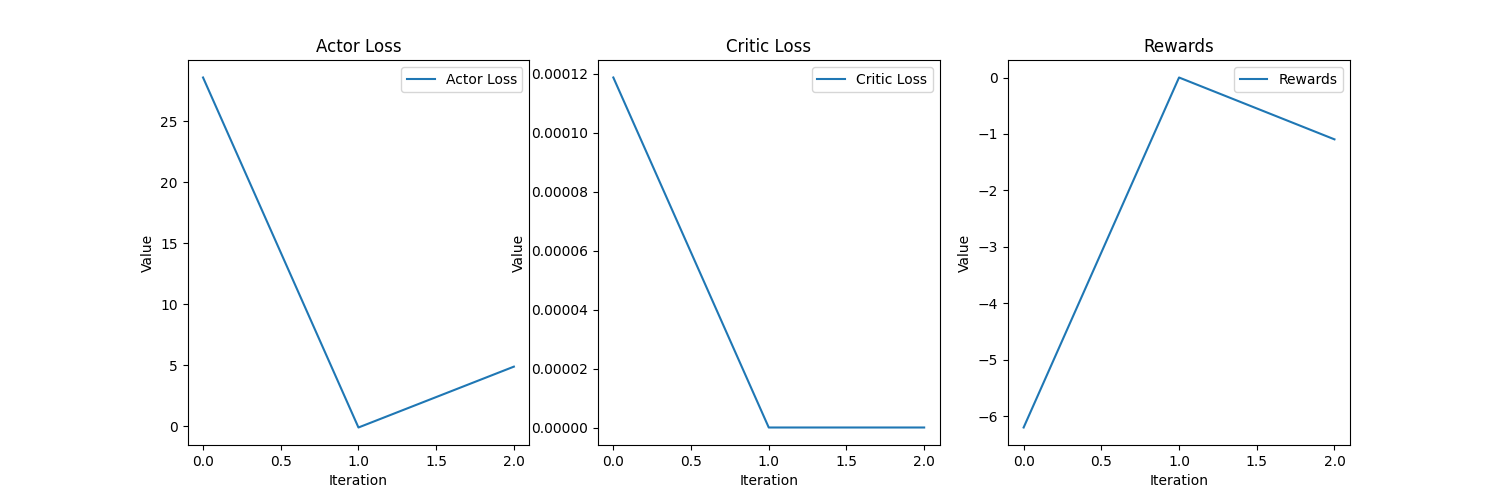 Actor Loss
Actor Loss
25
20
15
10
5
0
Value
0.0 0.5 1.0 1.5 2.0
Iteration
Critic Loss
Critic Loss
0.00012
0.00010
0.00008
0.00006
0.00004
0.00002
0.00000
Value
0.0 0.5 1.0 1.5 2.0
Iteration
Rewards
Rewards
0
−1
−2
−3
−4
−5
−6
Value
0.0 0.5 1.0 1.5 2.0
Iteration